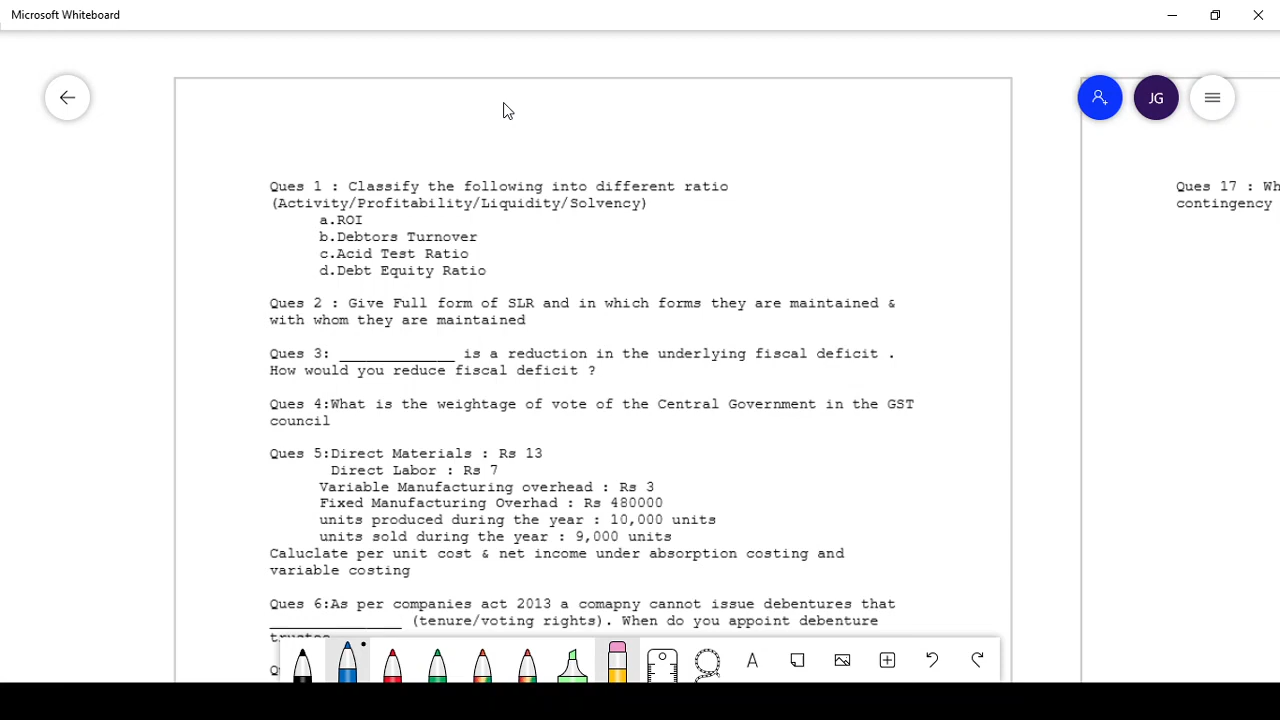 Microsoft Whiteboard
JG
Ques 1 : Classify the following into different ratio
(Activity/Profitability/Liquidity/Solvency)
a.ROI
b.Debtors Turnover
c.Acid Test Ratio
d.Debt Equity Ratio
Ques 2 : Give Full form of SLR and in which forms they are maintained &
with whom they are maintained
Ques 3: _____________ is a reduction in the underlying fiscal deficit .
How would you reduce fiscal deficit ?
Ques 4:What is the weightage of vote of the Central Government in the GST
council
Ques 5:Direct Materials : Rs 13
Direct Labor : Rs 7
Variable Manufacturing overhead : Rs 3
Fixed Manufacturing Overhad : Rs 480000
units produced during the year : 10,000 units
units sold during the year : 9,000 units
Caluclate per unit cost & net income under absorption costing and
variable costing
Ques 6:As per companies act 2013 a comapny cannot issue debentures that
_______________ (tenure/voting rights). When do you appoint debenture
Ques 17 : Wh
contingency